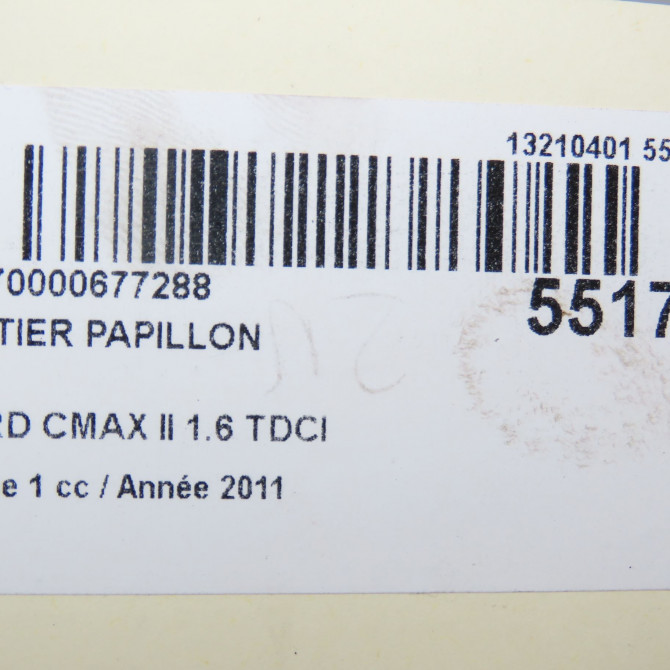 13210401 55
70000677288
5517
TIER PAPILLON
RD CMAX II 1.6 TDCI
e 1 cc / Année 2011